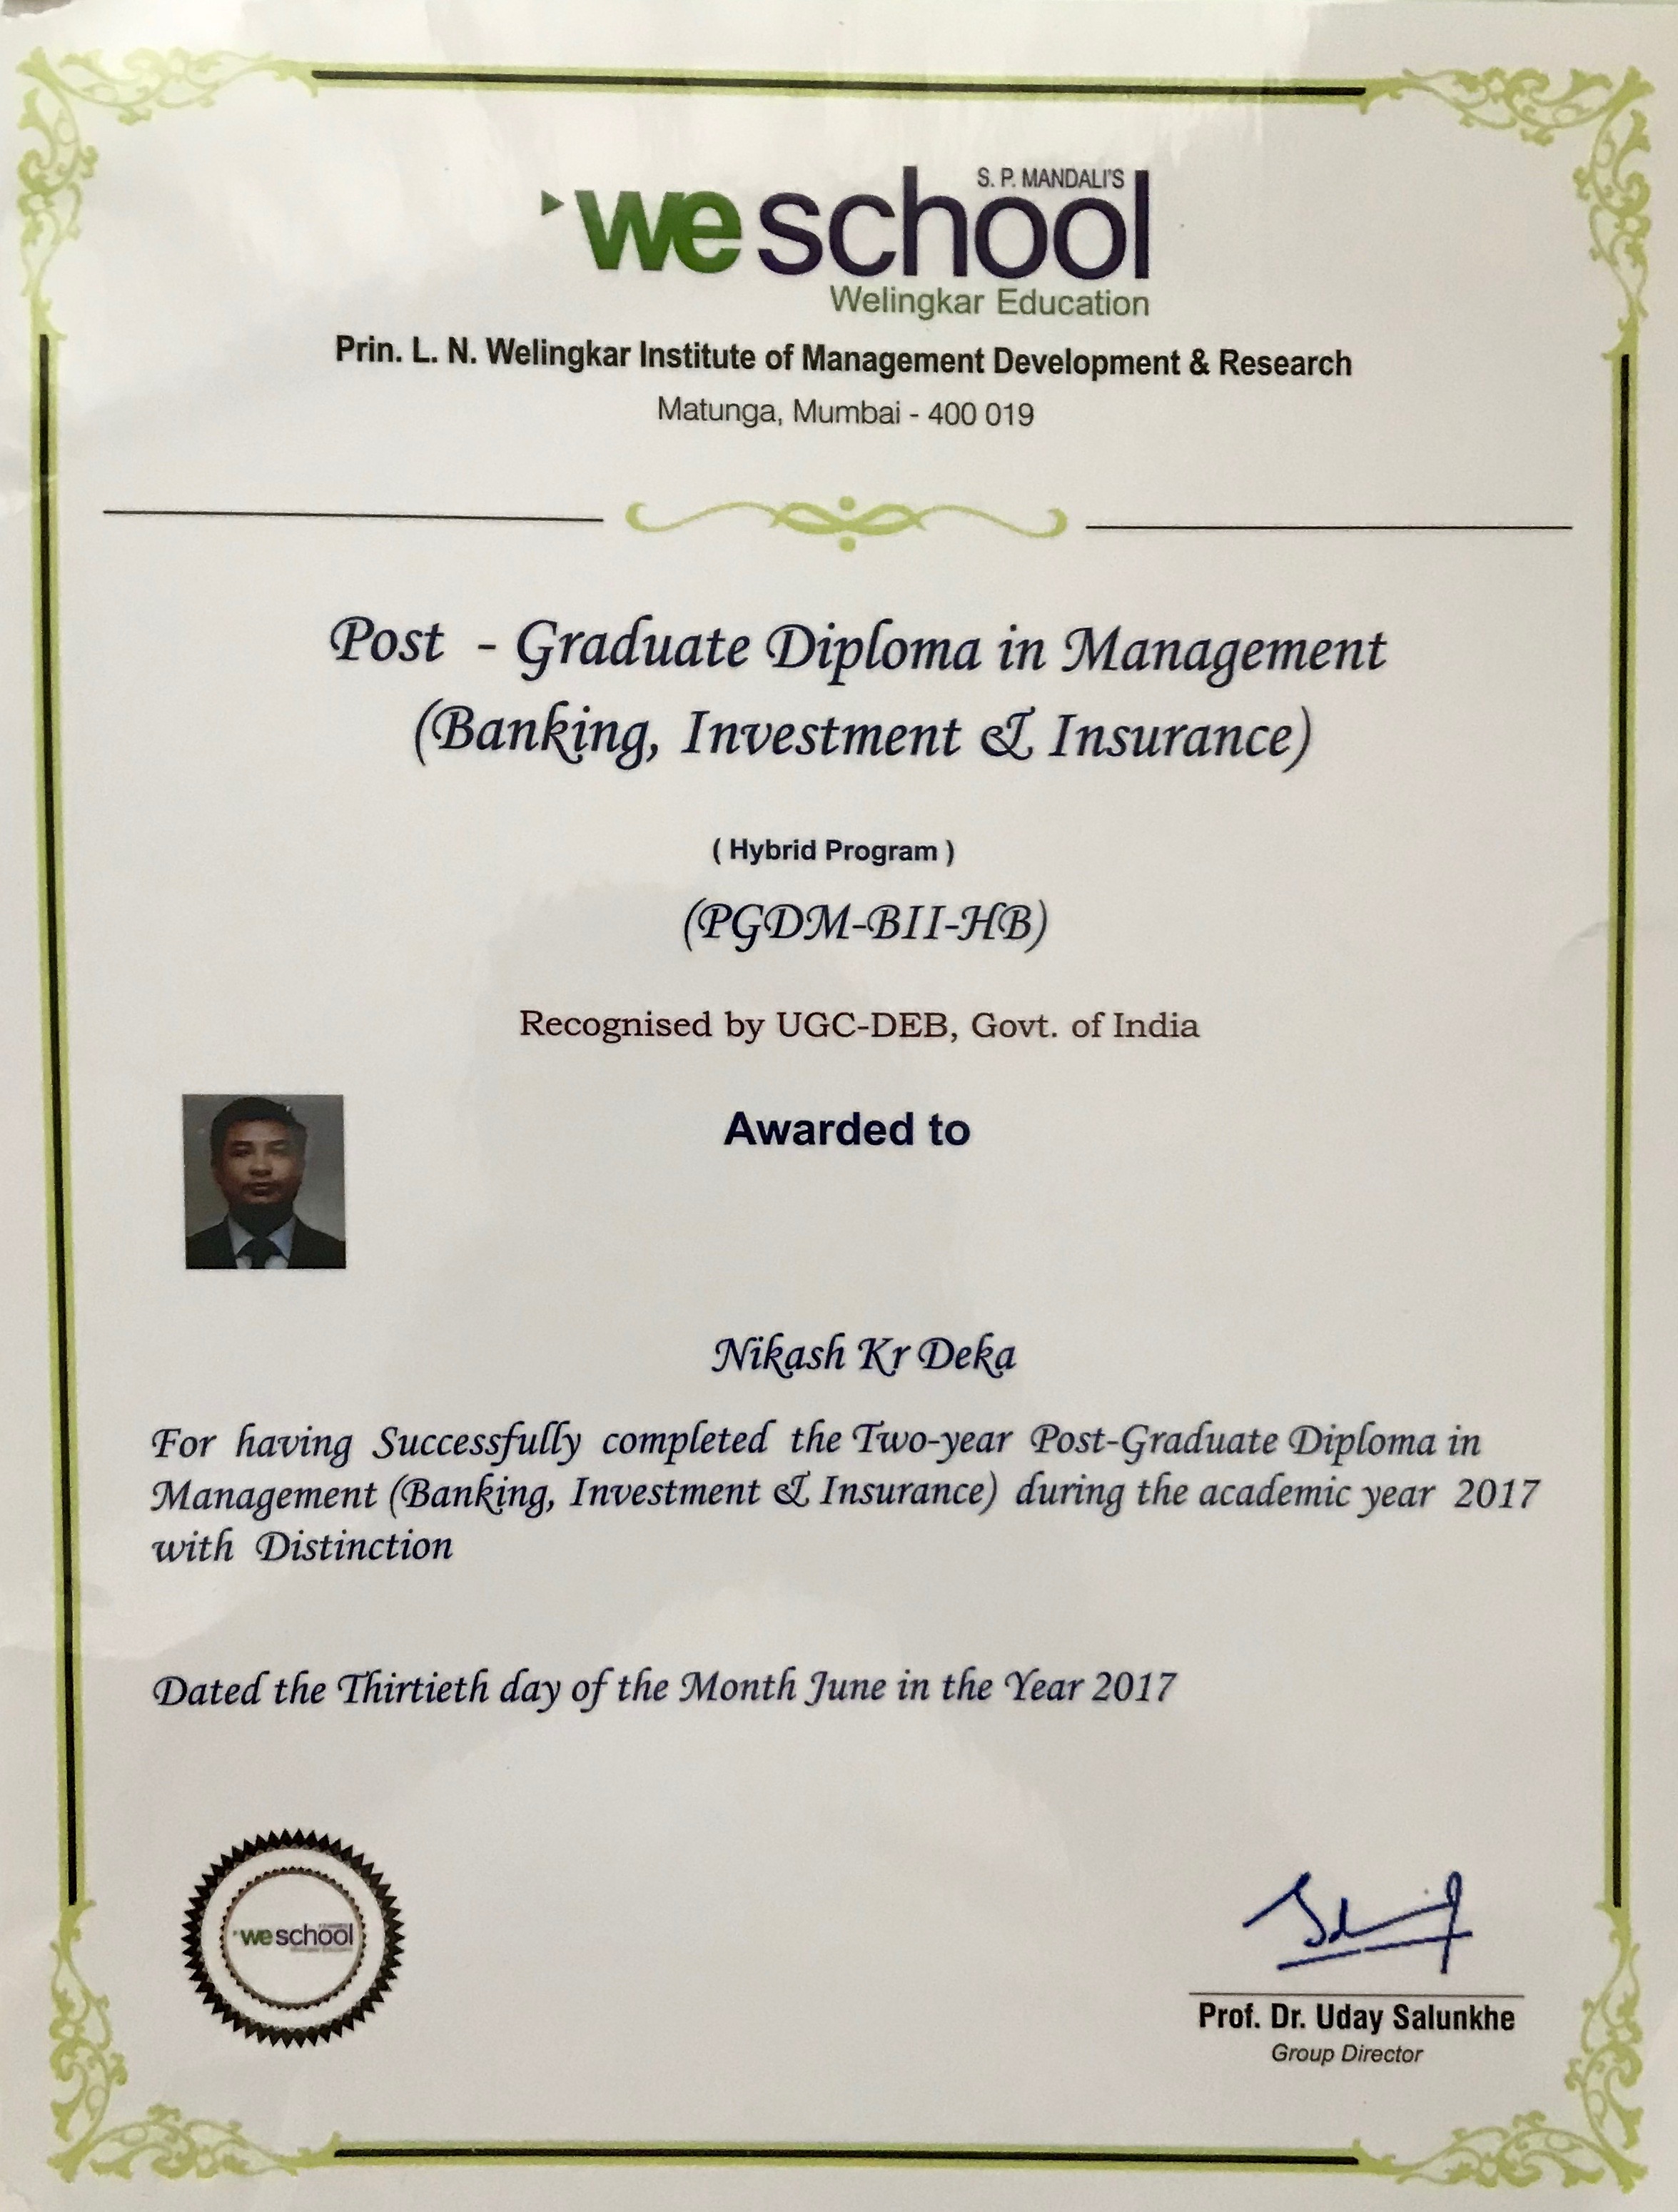 S. P. MANDALI'S
we school
Welingkar Education
Prin. L. N. Welingkar Institute of Management Development & Research
Matunga, Mumbai - 400 019
Post - Graduate Diploma in Management
(Banking, Investment & Insurance)
( Hybrid Program )
(PGDM-BII-HB)
Recognised by UGC-DEB, Govt. of India
Awarded to
Nikash Kr Deka
For having Successfully completed the Two-year Post-Graduate Diploma in
Management (Banking, Investment & Insurance) during the academic year 2017
with Distinction
Dated the Thirtieth day of the Month June in the Year 2017
we school
Prof. Dr. Uday Salunkhe
Group Director